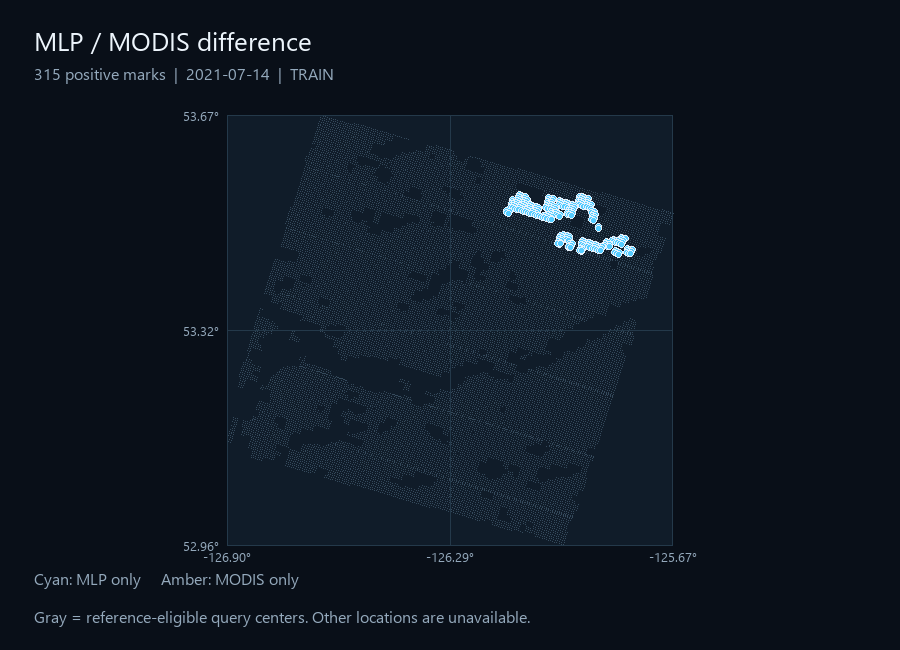 MLP / MODIS difference
315 positive marks | 2021-07-14 | TRAIN
53.67°
53.32°
52.96°
-126.90° -126.29° -125.67°
Cyan: MLP only Amber: MODIS only
Gray = reference-eligible query centers. Other locations are unavailable.